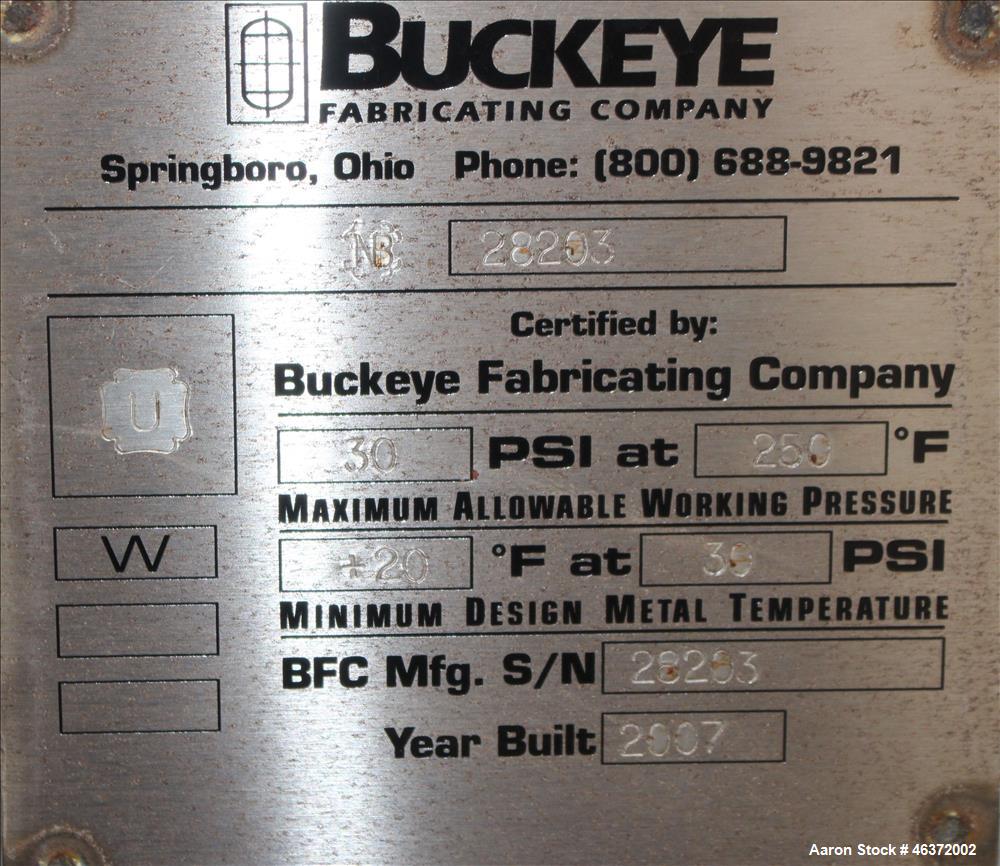 BUCKEYE
FABRICATING COMPANY
Springboro, Ohio Phone: (800) 688-9821
NB 28203
Certified by:
Buckeye Fabricating Company
U
30 PSI at 250 °F
MAXIMUM ALLOWABLE WORKING PRESSURE
W
+20 °F at 30 PSI
MINIMUM DESIGN METAL TEMPERATURE
BFC Mfg. S/N 28203
Year Built 2007
Aaron Stock # 46372002